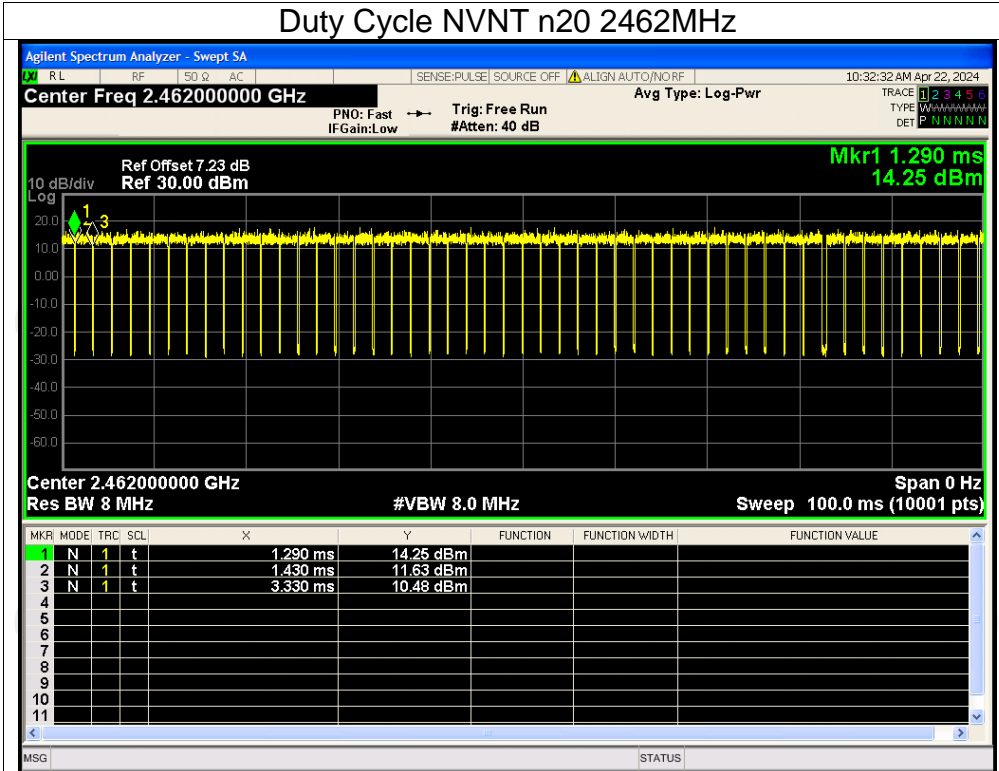 Duty Cycle NVNT n20 2462MHz
Agilent Spectrum Analyzer - Swept SA
LXI RL RF 50 Ω AC SENSE:PULSE SOURCE OFF ALIGN AUTO/NO RF 10:32:32 AM Apr 22, 2024
Center Freq 2.462000000 GHz Avg Type: Log-Pwr TRACE 1 2 3 4 5 6
PNO: Fast Trig: Free Run TYPE WWWWWW
IFGain:Low #Atten: 40 dB DET P N N N N N
Mkr1 1.290 ms
Ref Offset 7.23 dB
10 dB/div Ref 30.00 dBm 14.25 dBm
Log
1
3
20.0
10.0
0.00
-10.0
-20.0
-30.0
-40.0
-50.0
-60.0
Center 2.462000000 GHz Span 0 Hz
Res BW 8 MHz #VBW 8.0 MHz Sweep 100.0 ms (10001 pts)
MKR MODE TRC SCL X Y FUNCTION FUNCTION WIDTH FUNCTION VALUE
1 N 1 t 1.290 ms 14.25 dBm
2 N 1 t 1.430 ms 11.63 dBm
3 N 1 t 3.330 ms 10.48 dBm
4
5
6
7
8
9
10
11
MSG STATUS